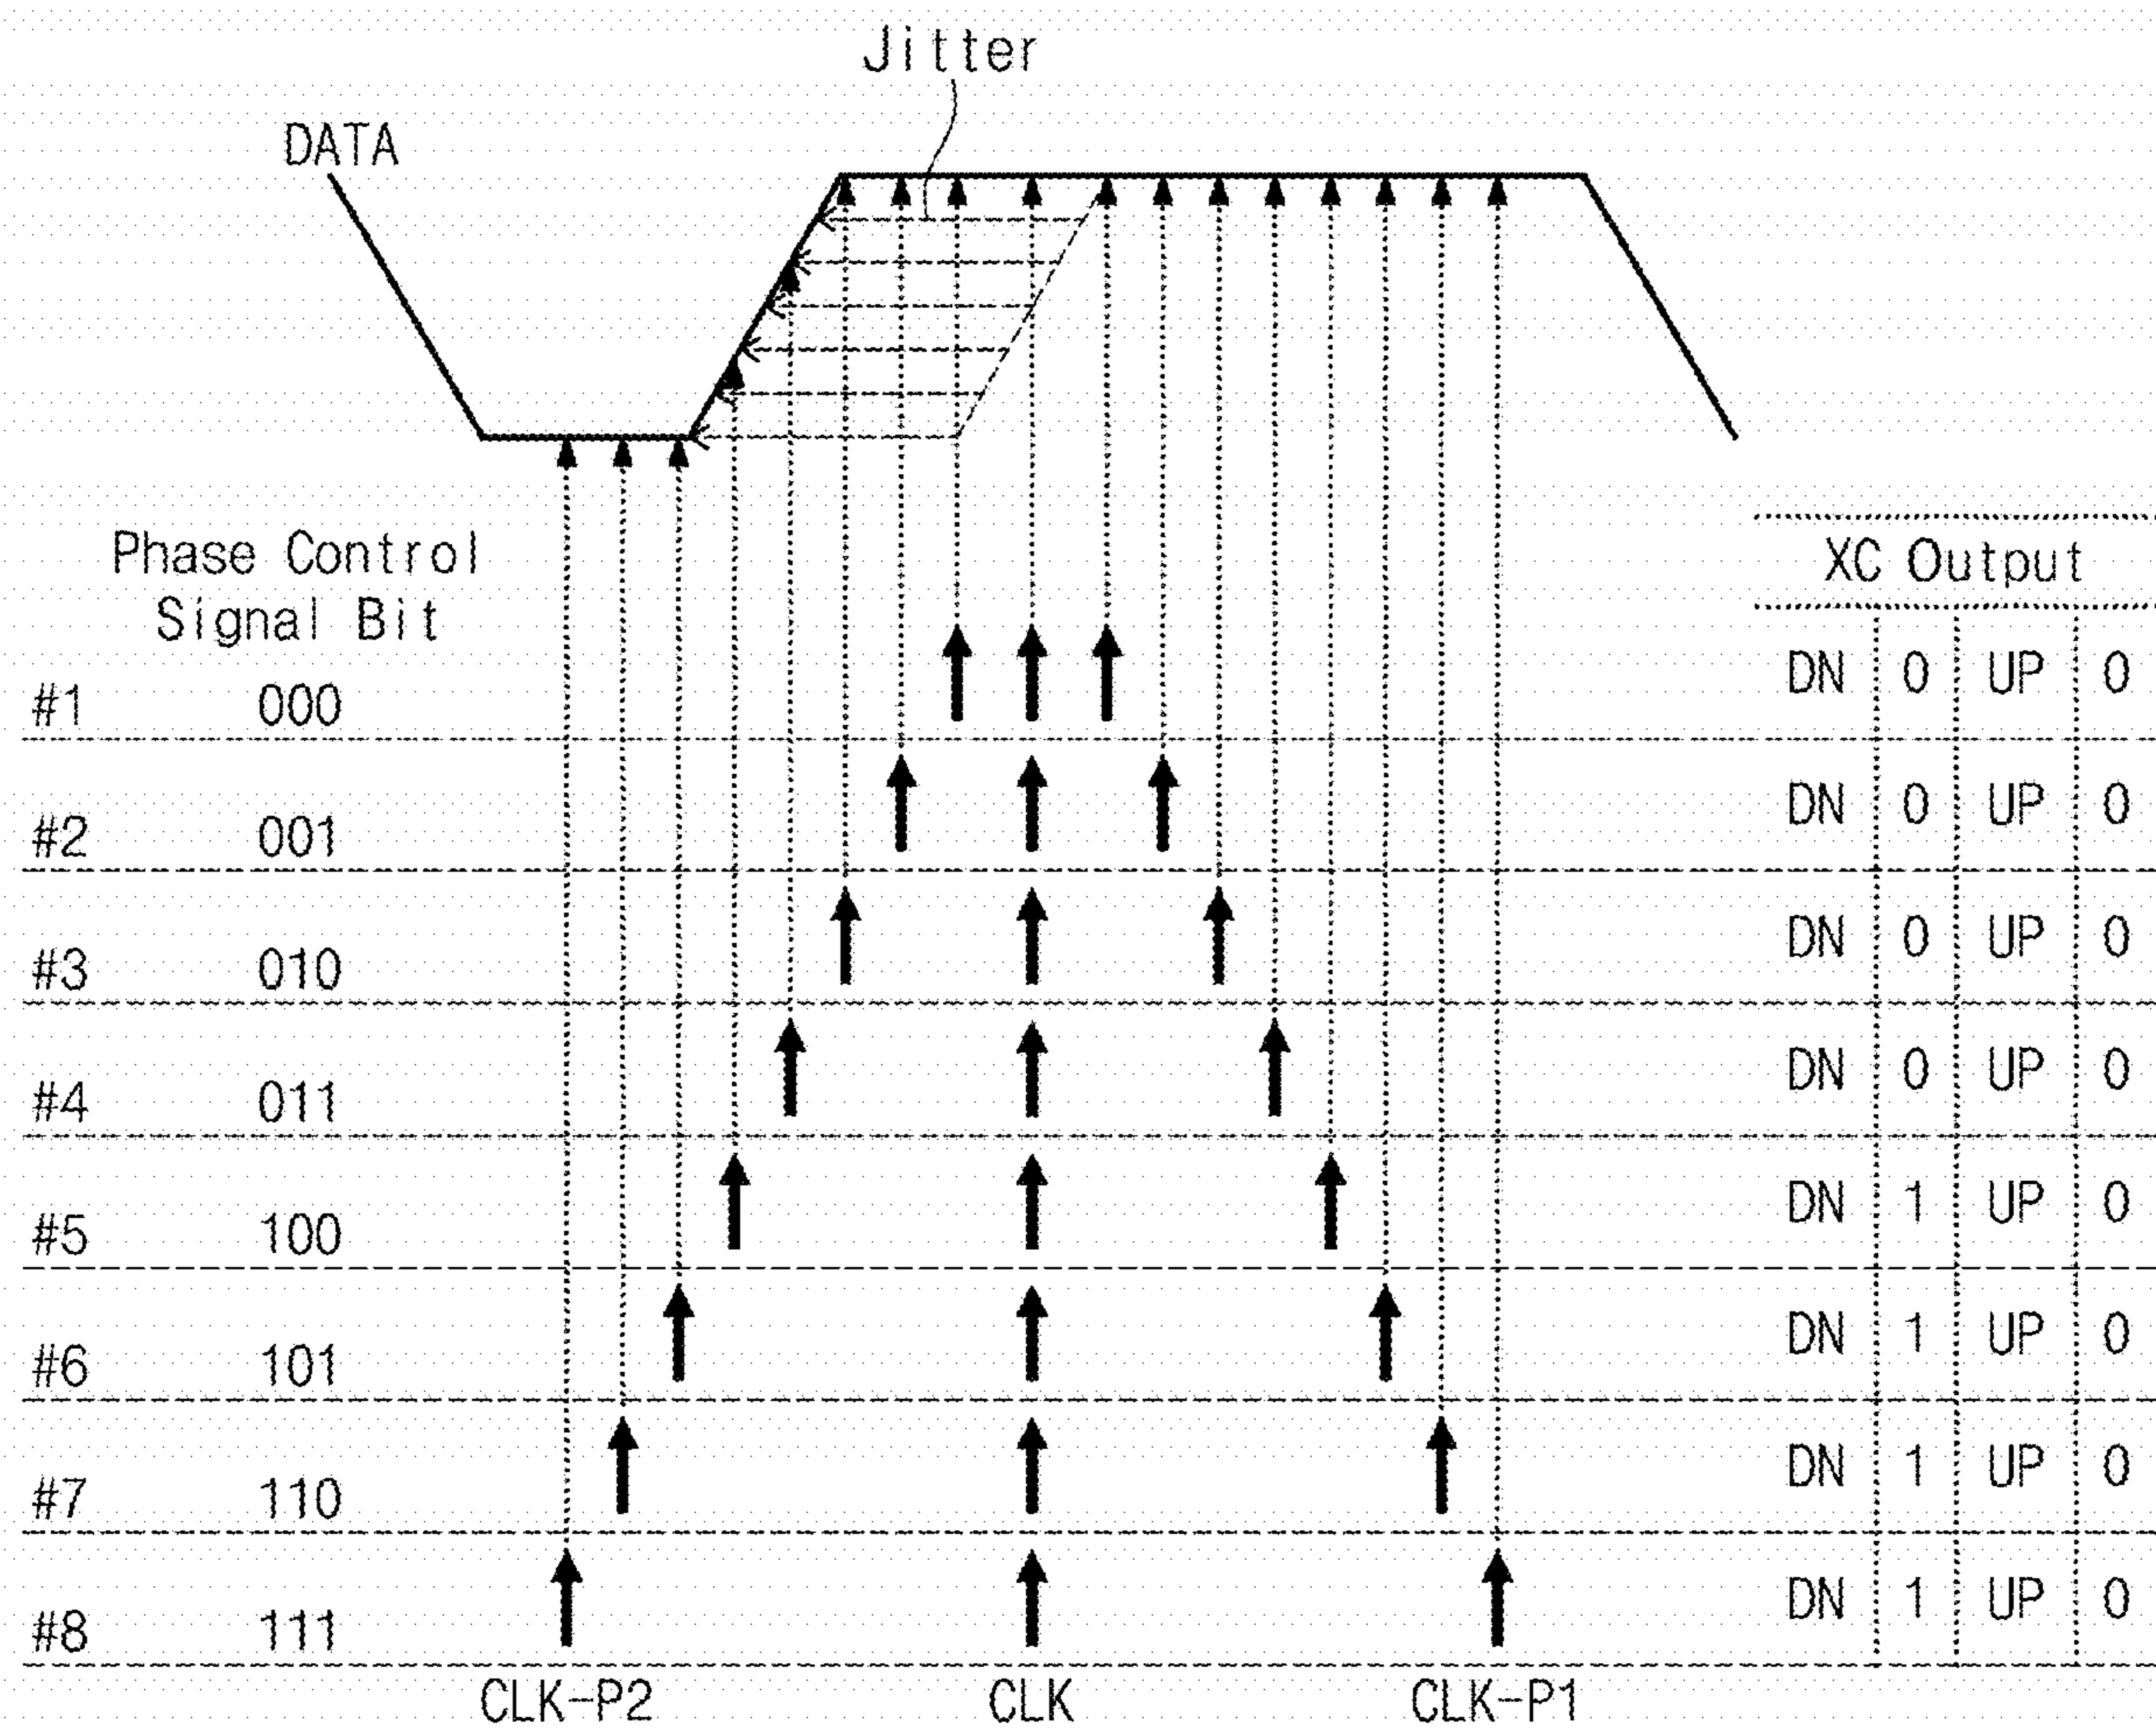 Jitter
DATA
Phase Control
Signal Bit
XC Output
#1 000 DN 0 UP 0
#2 001 DN 0 UP 0
#3 010 DN 0 UP 0
#4 011 DN 0 UP 0
#5 100 DN 1 UP 0
#6 101 DN 1 UP 0
#7 110 DN 1 UP 0
#8 111 DN 1 UP 0
CLK-P2 CLK CLK-P1